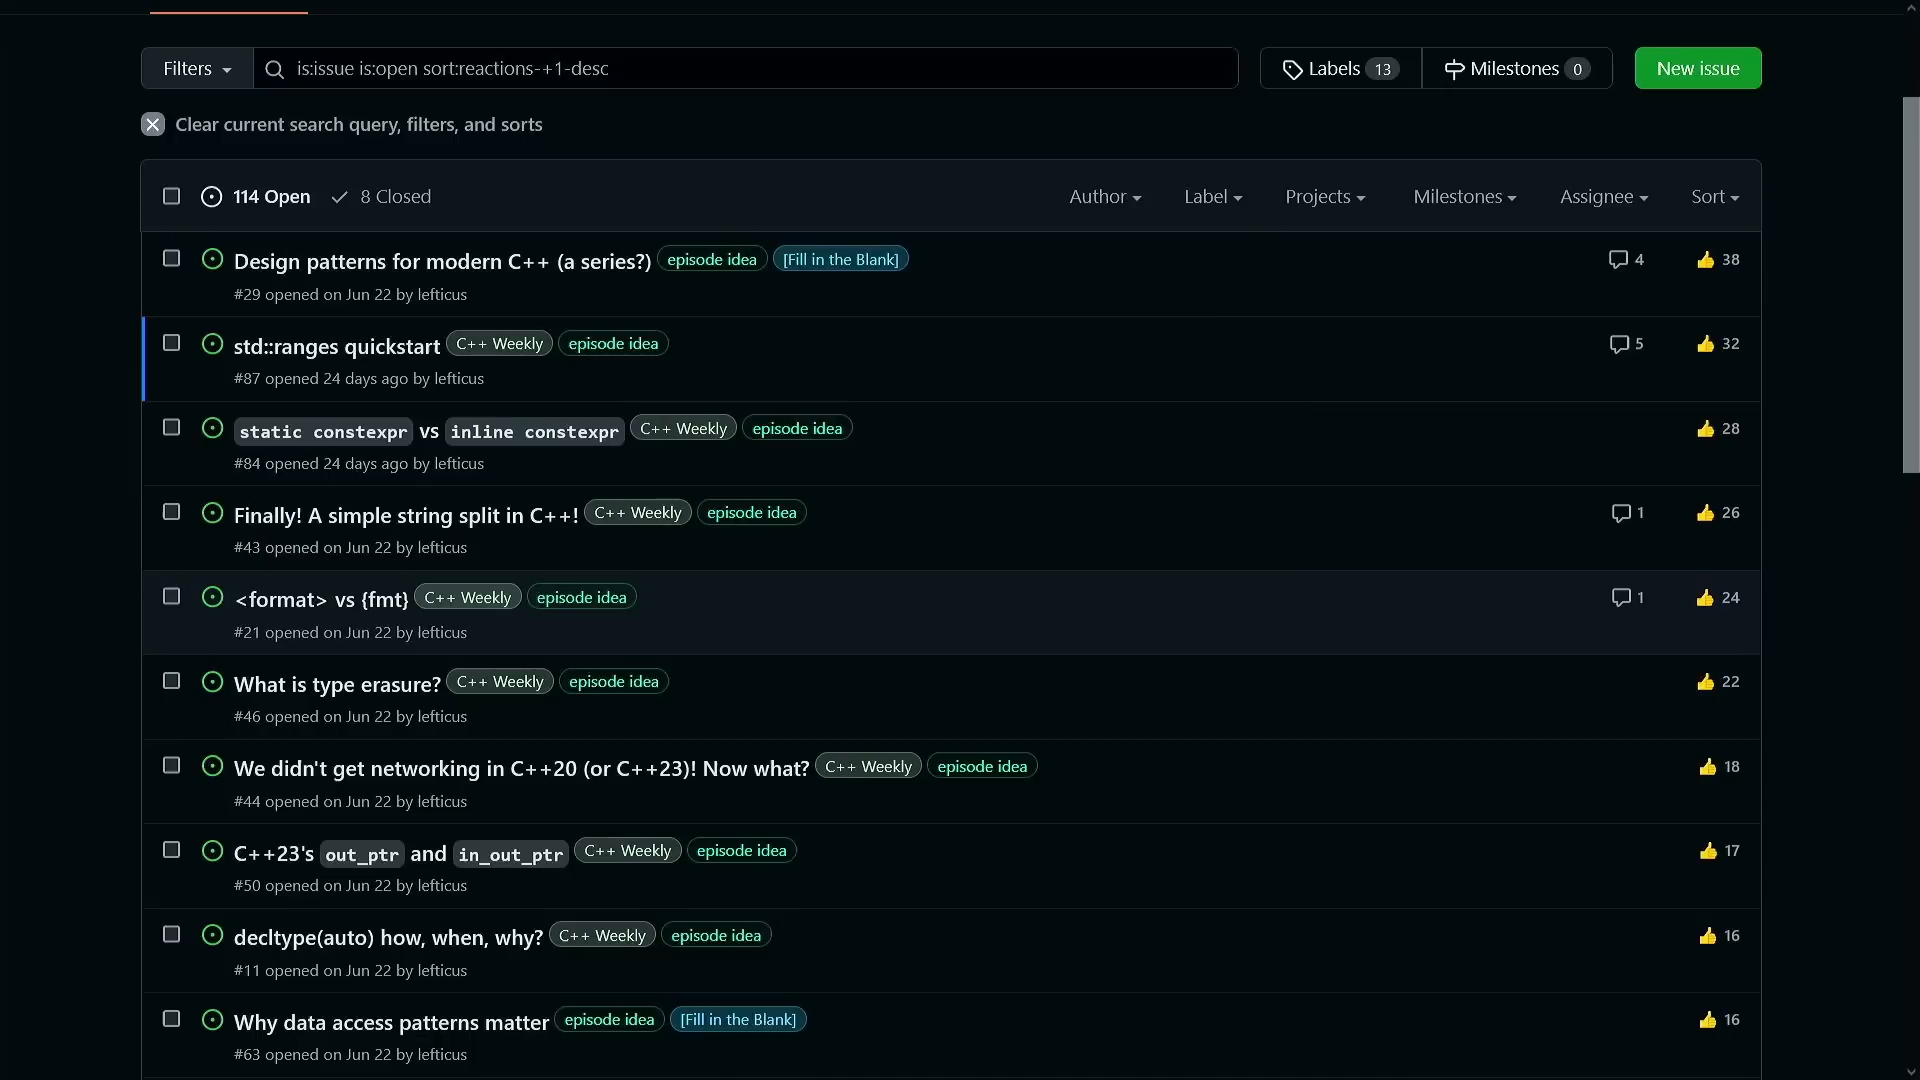 Filters
is:issue is:open sort:reactions-+1-desc
Labels 13
Milestones 0
New issue
Clear current search query, filters, and sorts
114 Open 8 Closed Author Label Projects Milestones Assignee Sort
Design patterns for modern C++ (a series?) episode idea [Fill in the Blank] 4 38
#29 opened on Jun 22 by lefticus
std::ranges quickstart C++ Weekly episode idea 5 32
#87 opened 24 days ago by lefticus
static constexpr vs inline constexpr C++ Weekly episode idea 28
#84 opened 24 days ago by lefticus
Finally! A simple string split in C++! C++ Weekly episode idea 1 26
#43 opened on Jun 22 by lefticus
<format> vs {fmt} C++ Weekly episode idea 1 24
#21 opened on Jun 22 by lefticus
What is type erasure? C++ Weekly episode idea 22
#46 opened on Jun 22 by lefticus
We didn't get networking in C++20 (or C++23)! Now what? C++ Weekly episode idea 18
#44 opened on Jun 22 by lefticus
C++23's out_ptr and in_out_ptr C++ Weekly episode idea 17
#50 opened on Jun 22 by lefticus
decltype(auto) how, when, why? C++ Weekly episode idea 16
#11 opened on Jun 22 by lefticus
Why data access patterns matter episode idea [Fill in the Blank] 16
#63 opened on Jun 22 by lefticus